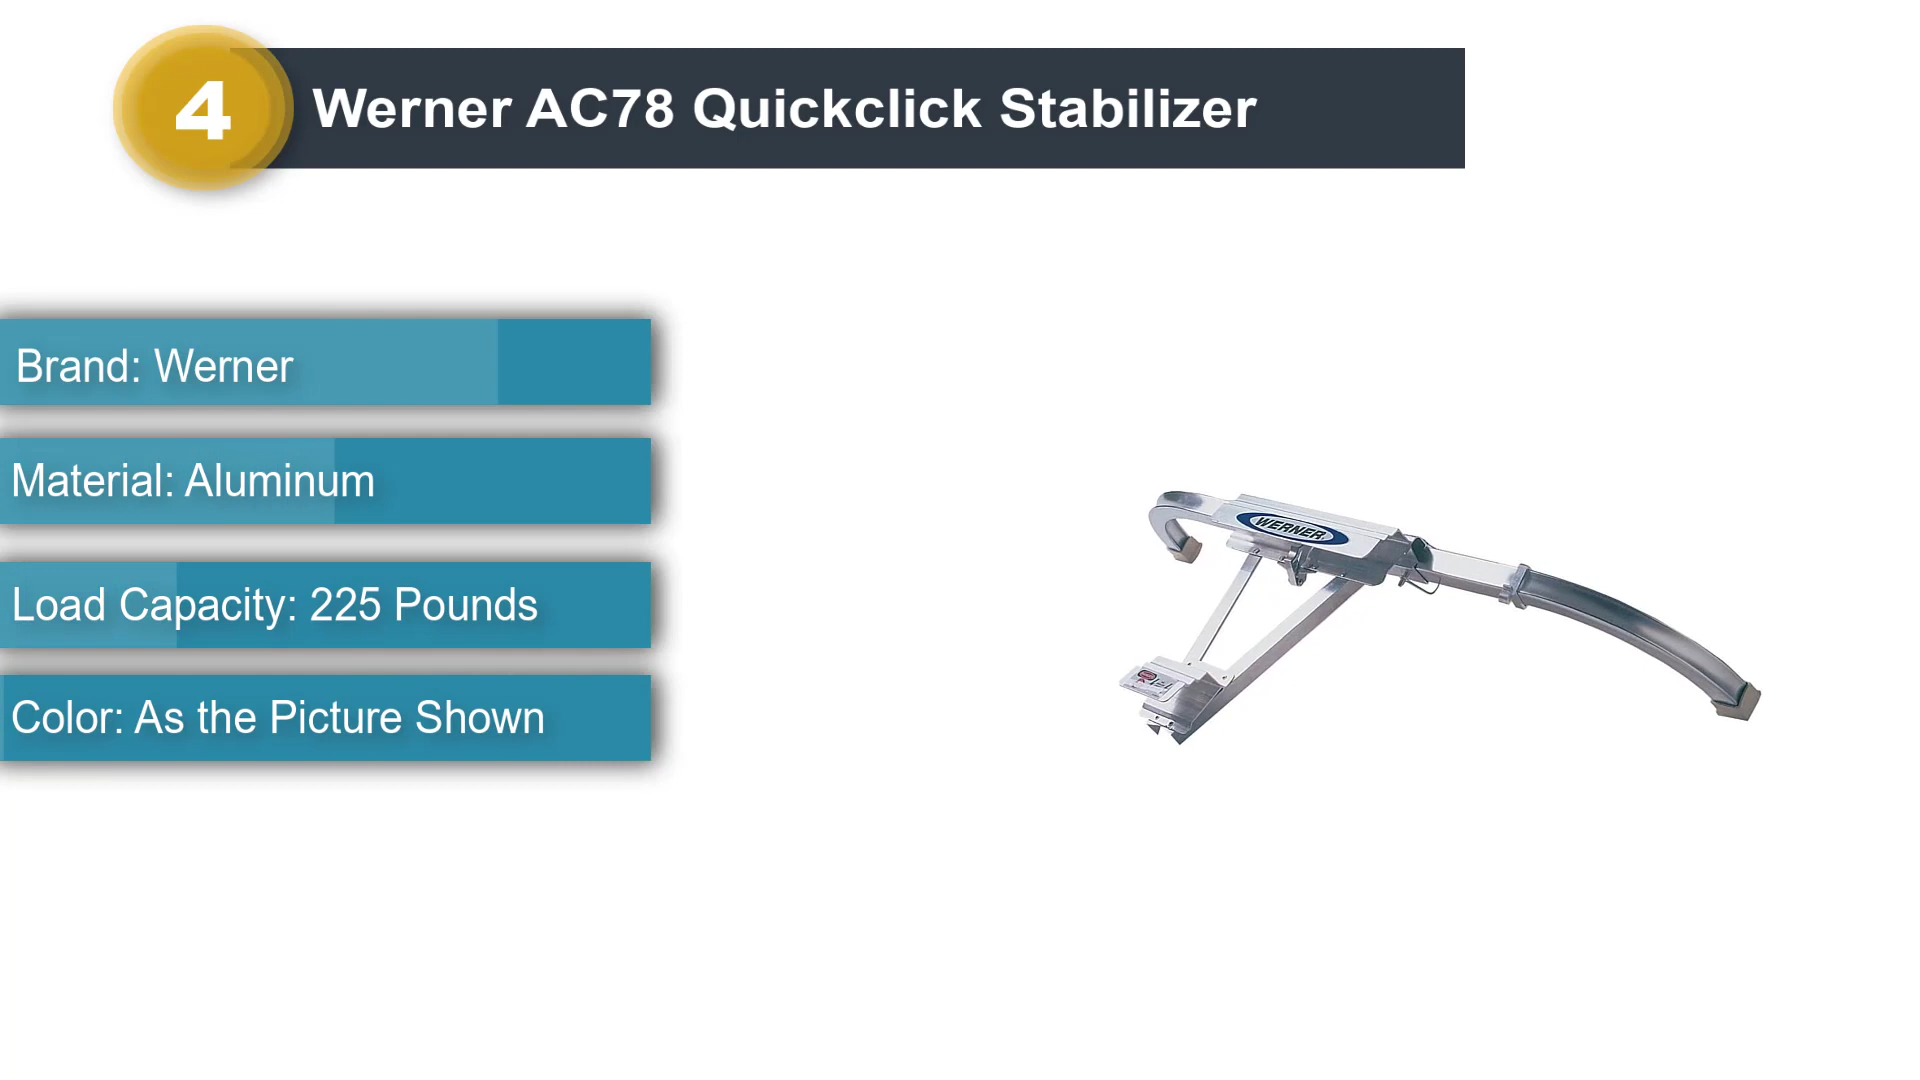 4
Werner AC78 Quickclick Stabilizer
Brand: Werner
Material: Aluminum
Load Capacity: 225 Pounds
Color: As the Picture Shown
WERNER